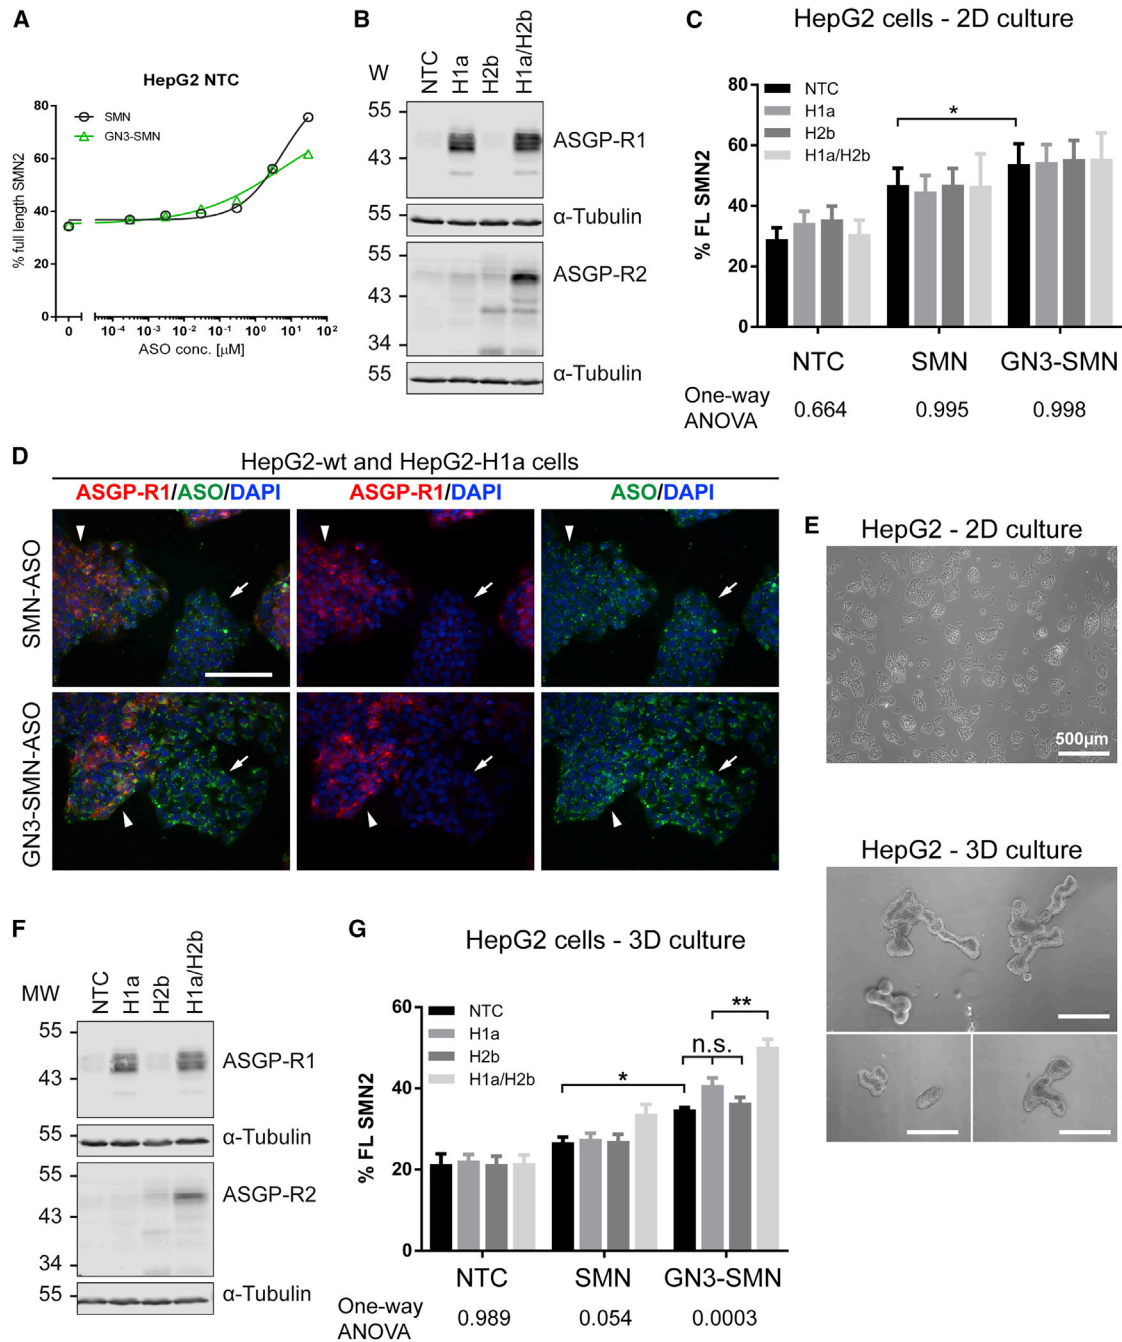 A
HepG2 NTC
80
60
40
20
0
% full length SMN2
SMN
GN3-SMN
0 10⁻⁴ 10⁻³ 10⁻² 10⁻¹ 10⁰ 10¹ 10²
ASO conc. [μM]
B
W
NTC
H1a
H2b
H1a/H2b
55
43
ASGP-R1
55
α-Tubulin
ASGP-R2
43
34
55
α-Tubulin
C
HepG2 cells - 2D culture
80
60
40
20
0
% FL SMN2
NTC
H1a
H2b
H1a/H2b
*
NTC SMN GN3-SMN
One-way
ANOVA
0.664 0.995 0.998
D
HepG2-wt and HepG2-H1a cells
ASGP-R1/ASO/DAPI ASGP-R1/DAPI ASO/DAPI
SMN-ASO
GN3-SMN-ASO
E
HepG2 - 2D culture
500μm
HepG2 - 3D culture
F
MW
NTC
H1a
H2b
H1a/H2b
55
43
ASGP-R1
55
α-Tubulin
55
ASGP-R2
43
34
55
α-Tubulin
G
HepG2 cells - 3D culture
60
40
20
0
% FL SMN2
NTC
H1a
H2b
H1a/H2b
*
n.s.
**
NTC SMN GN3-SMN
One-way
ANOVA
0.989 0.054 0.0003